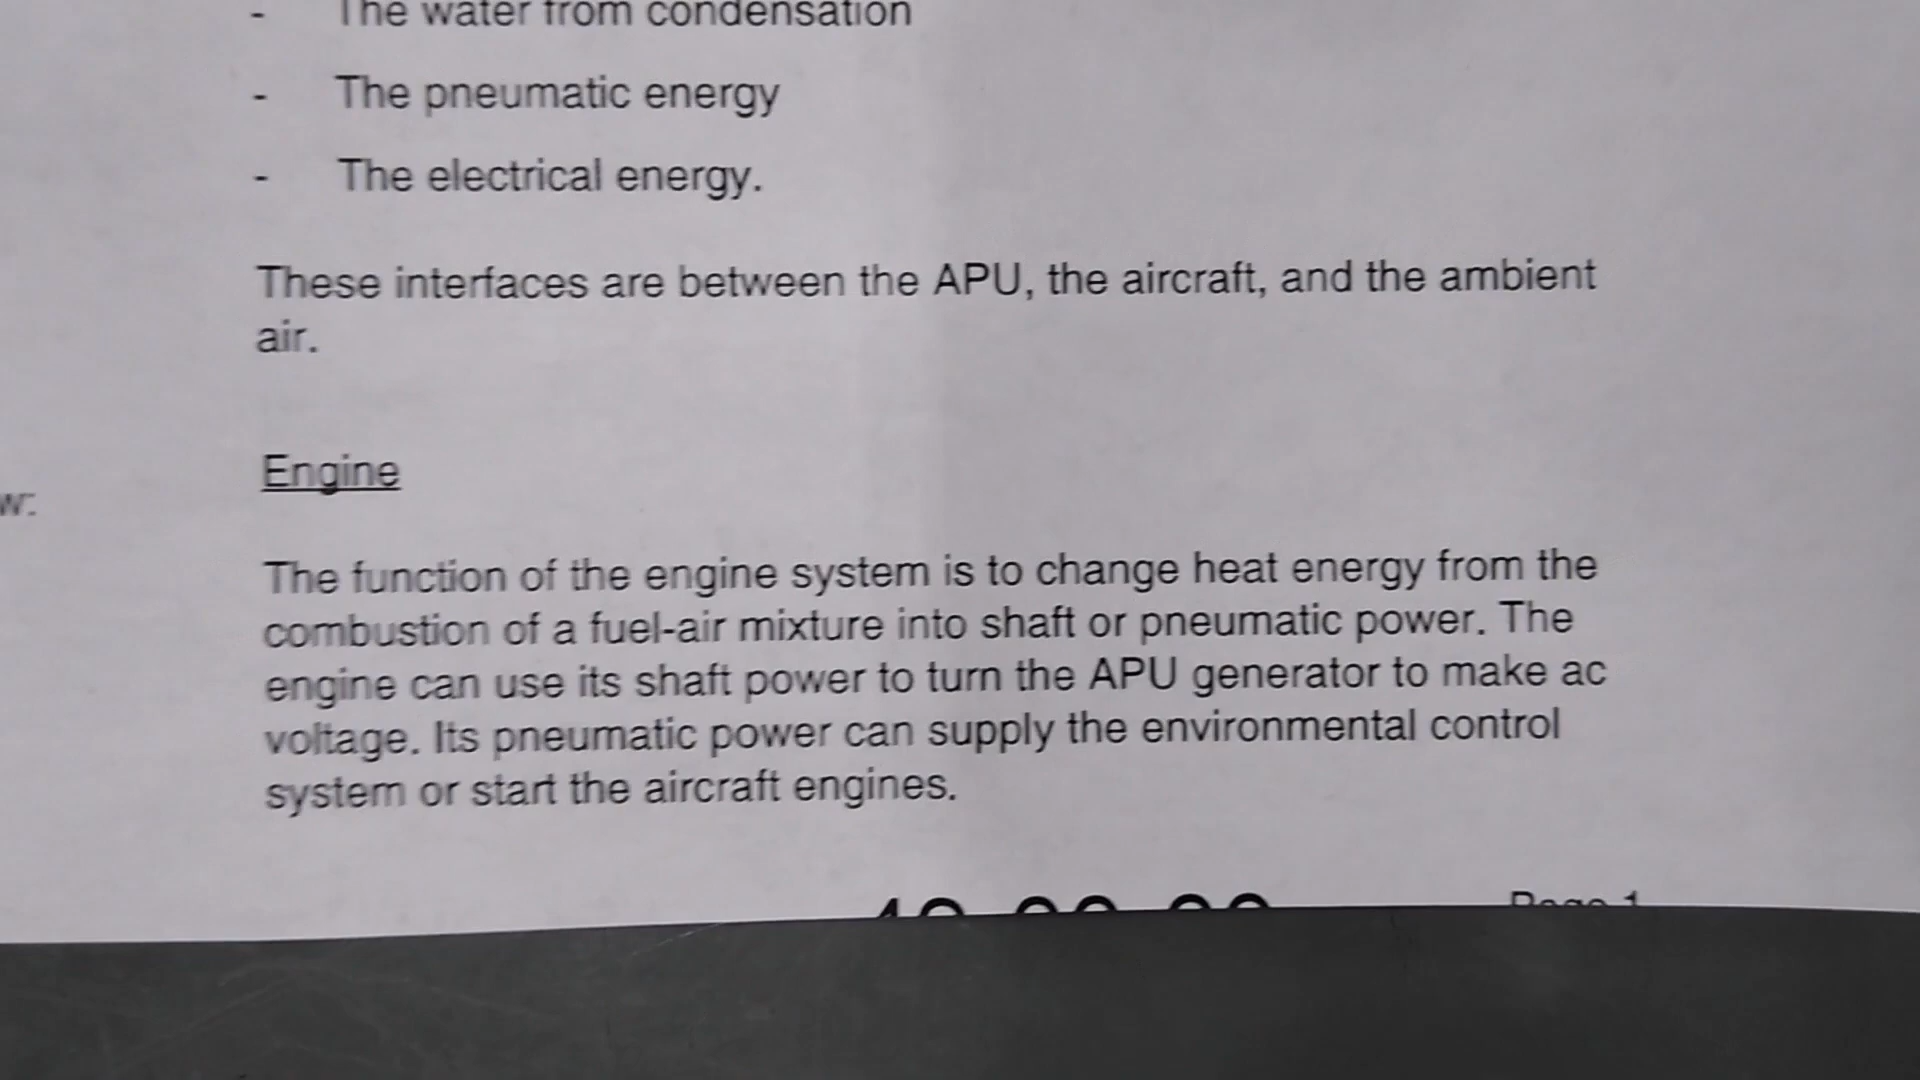 - The water from condensation
- The pneumatic energy
- The electrical energy.
These interfaces are between the APU, the aircraft, and the ambient
air.
Engine
w:
The function of the engine system is to change heat energy from the
combustion of a fuel-air mixture into shaft or pneumatic power. The
engine can use its shaft power to turn the APU generator to make ac
voltage. Its pneumatic power can supply the environmental control
system or start the aircraft engines.
Page 1